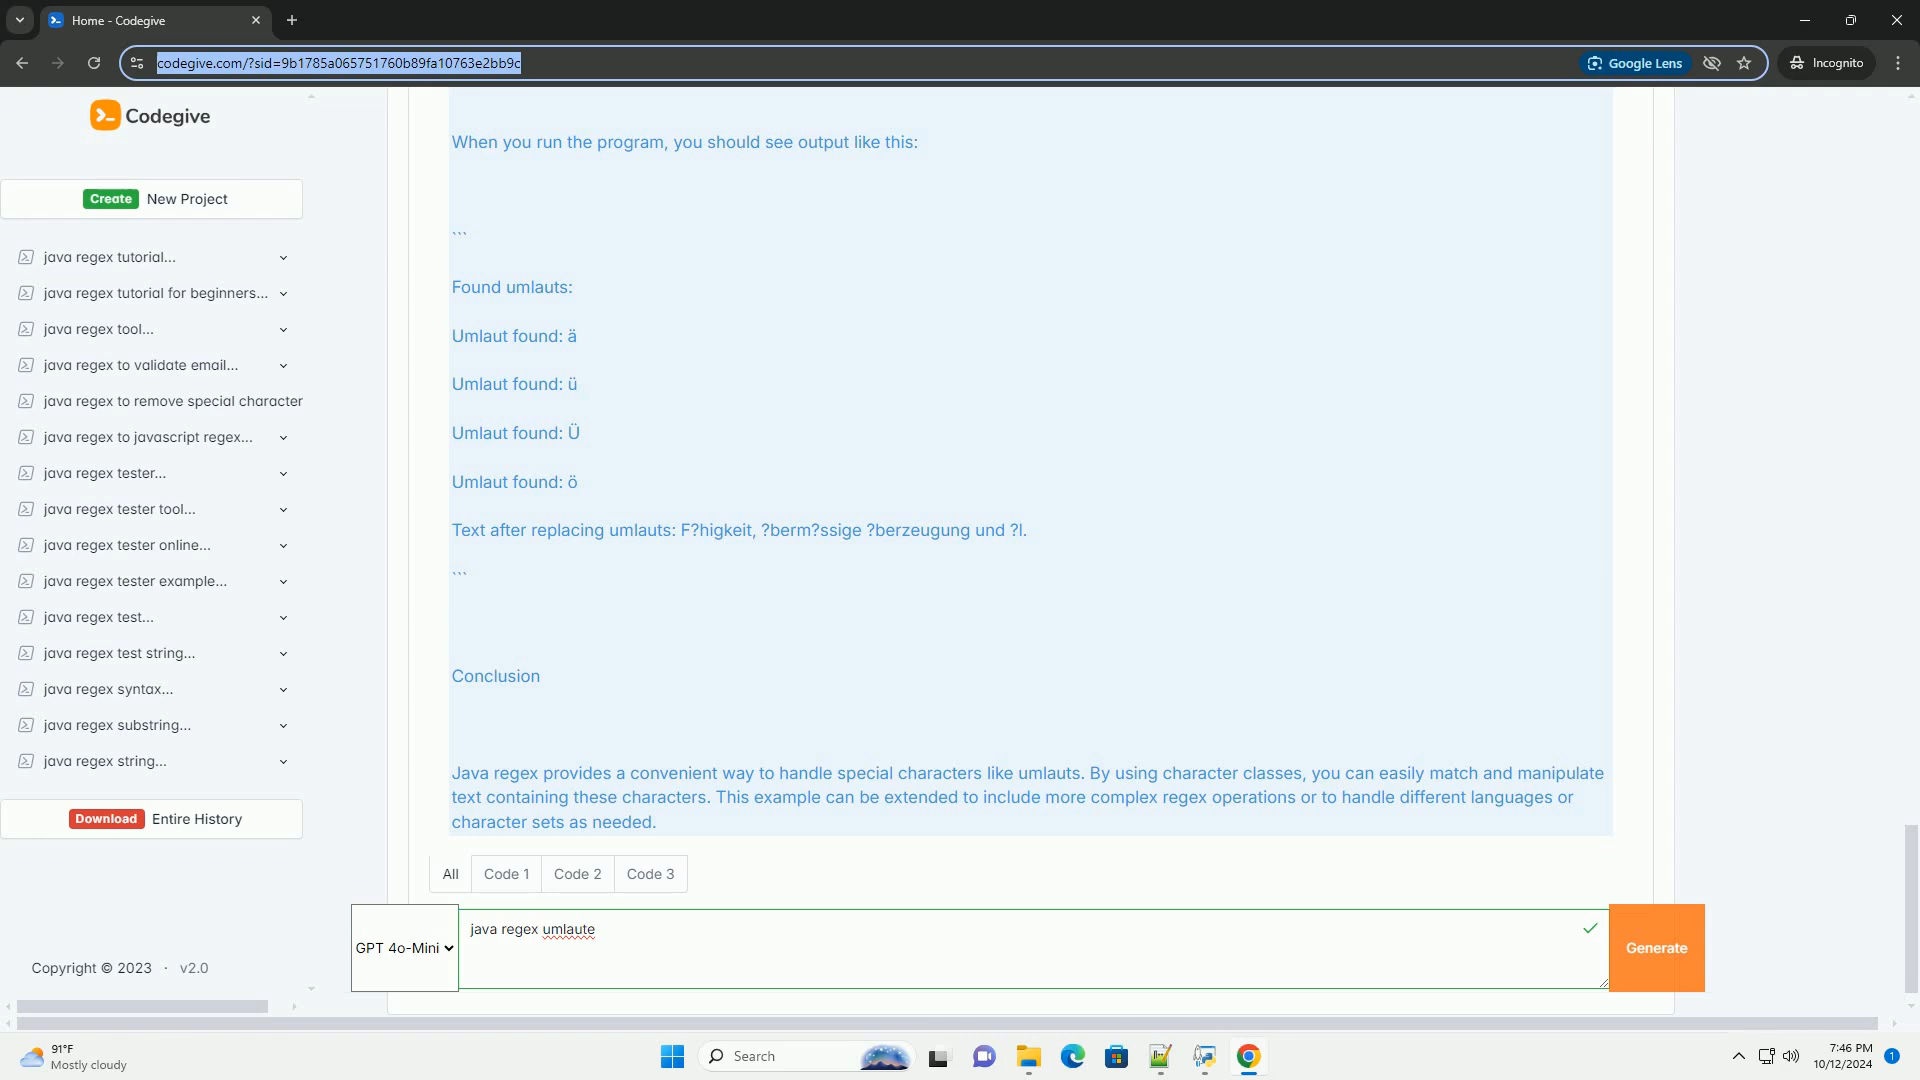 Home - Codegive
codegive.com/?sid=9b1785a065751760b89fa10763e2bb9c
Google Lens
Incognito
Codegive
Create New Project
java regex tutorial...
java regex tutorial for beginners...
java regex tool...
java regex to validate email...
java regex to remove special character
java regex to javascript regex...
java regex tester...
java regex tester tool...
java regex tester online...
java regex tester example...
java regex test...
java regex test string...
java regex syntax...
java regex substring...
java regex string...
Download Entire History
Copyright © 2023 · v2.0
When you run the program, you should see output like this:
```
Found umlauts:
Umlaut found: ä
Umlaut found: ü
Umlaut found: Ü
Umlaut found: ö
Text after replacing umlauts: F?higkeit, ?berm?ssige ?berzeugung und ?l.
```
Conclusion
Java regex provides a convenient way to handle special characters like umlauts. By using character classes, you can easily match and manipulate
text containing these characters. This example can be extended to include more complex regex operations or to handle different languages or
character sets as needed.
All Code 1 Code 2 Code 3
GPT 4o-Mini
java regex umlaute
Generate
91°F
Mostly cloudy
Search
7:46 PM
10/12/2024
1